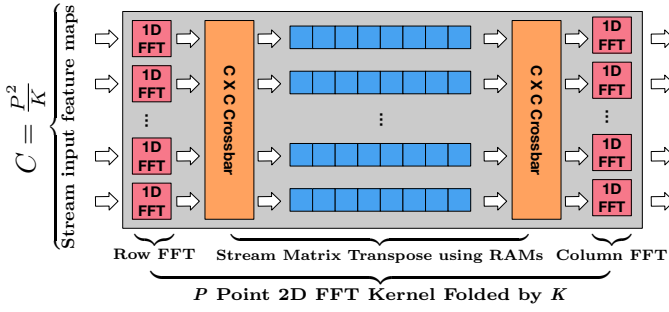 C = P²/K
Stream input feature maps
1D FFT
1D FFT
...
1D FFT
1D FFT
C X C Crossbar
...
C X C Crossbar
1D FFT
1D FFT
...
1D FFT
1D FFT
Row FFT
Stream Matrix Transpose using RAMs
Column FFT
P Point 2D FFT Kernel Folded by K